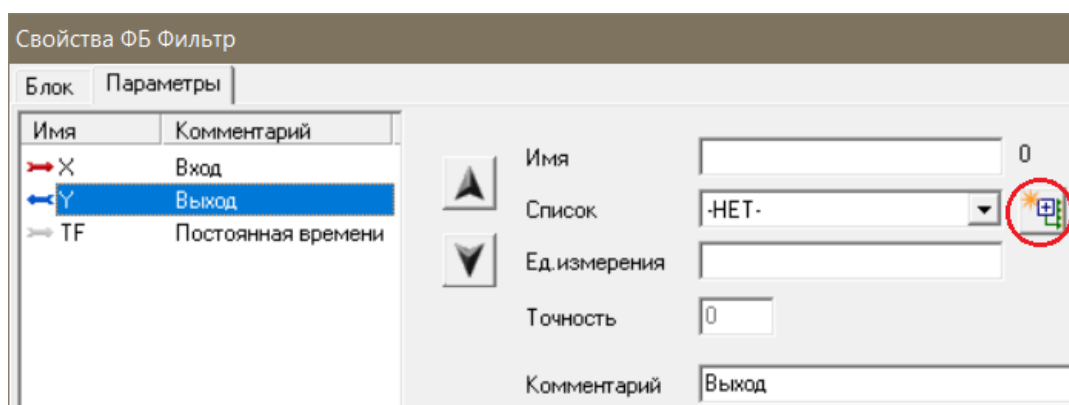 Свойства ФБ Фильтр
Блок Параметры
Имя Комментарий
X Вход
Y Выход
TF Постоянная времени
Имя 0
Список -НЕТ-
Ед.измерения
Точность 0
Комментарий Выход